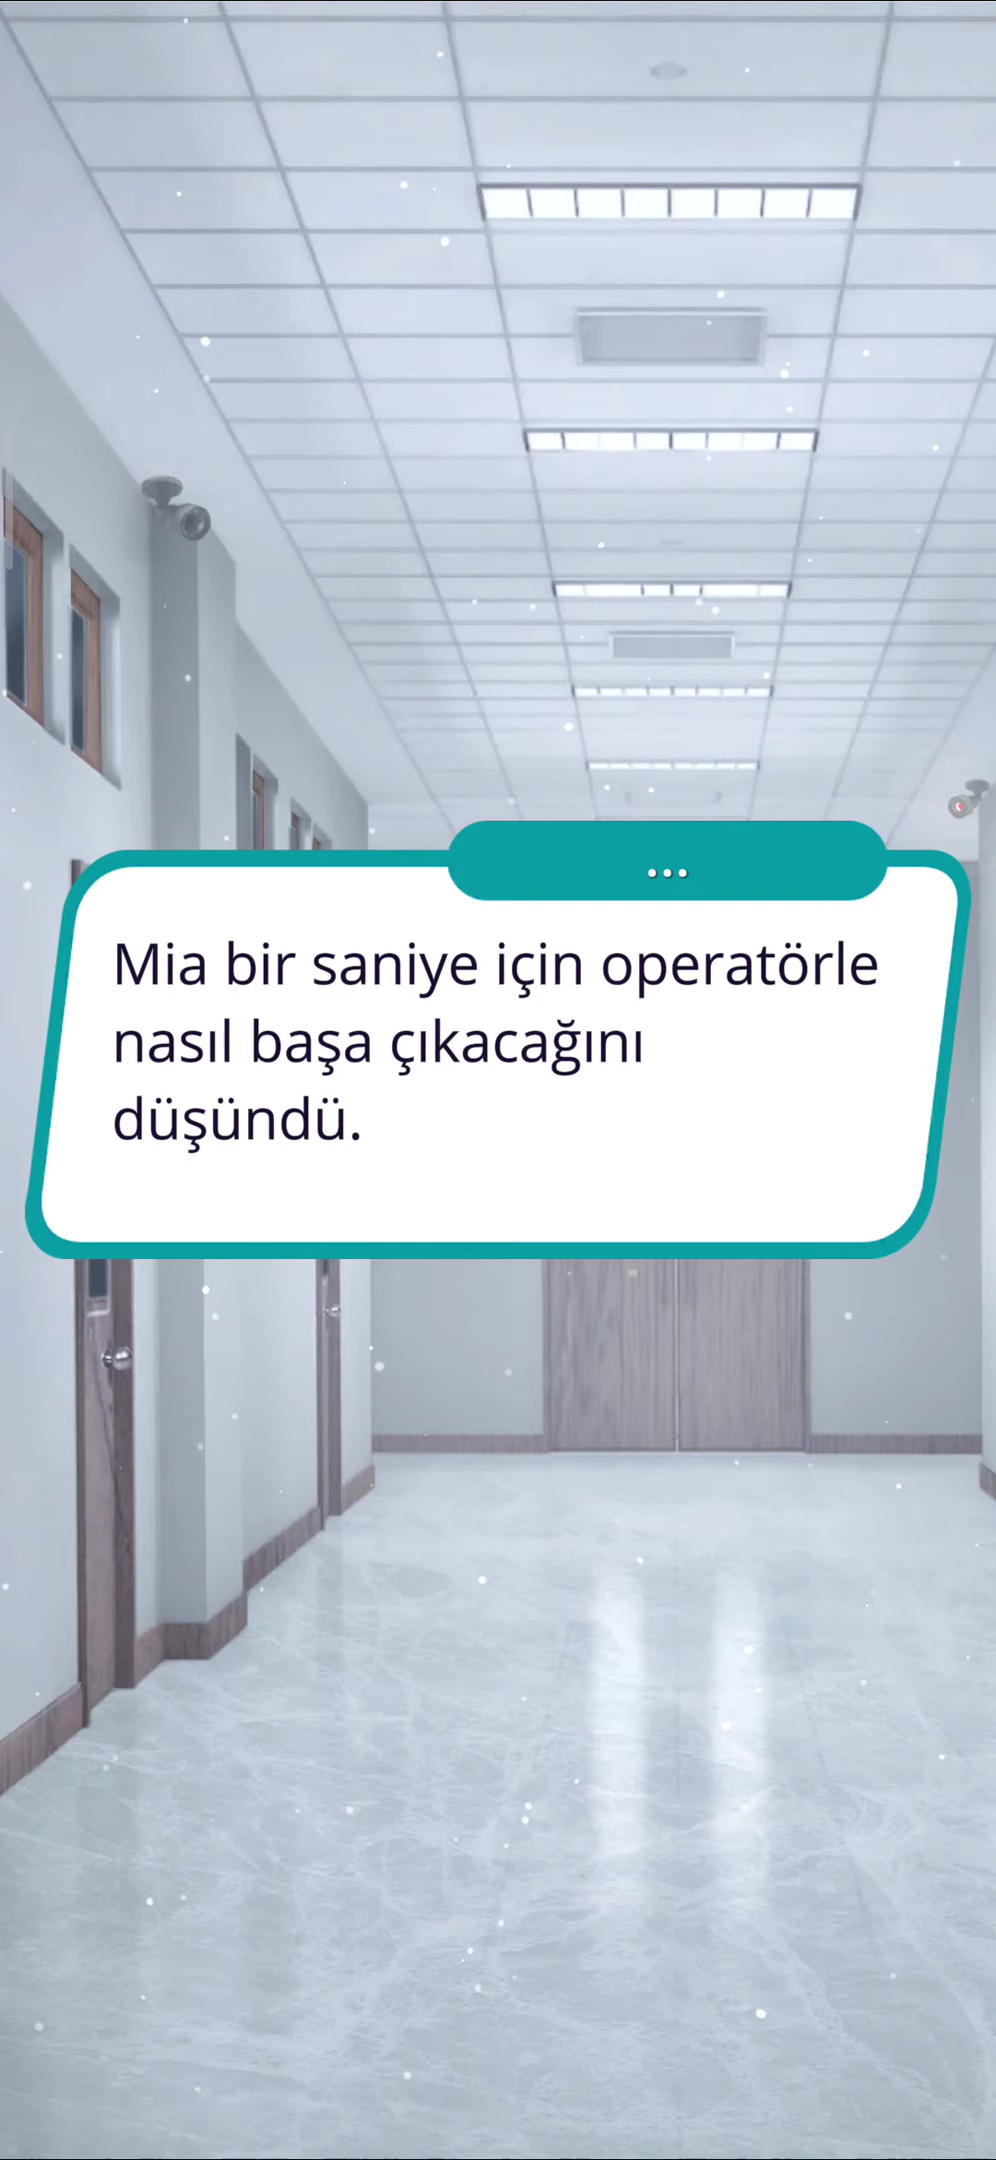 ...
Mia bir saniye için operatörle
nasıl başa çıkacağını
düşündü.